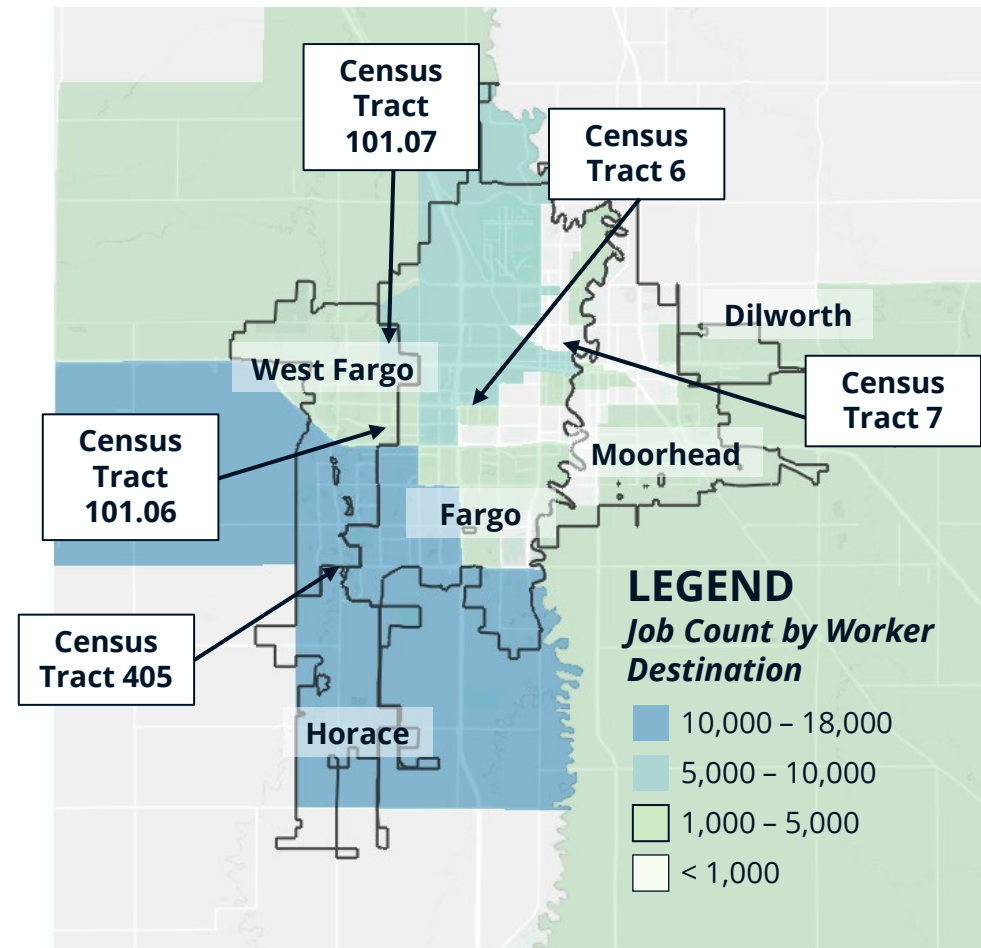 Census
Tract
101.07
Census
Tract 6
Dilworth
West Fargo
Census
Tract 7
Census
Tract
101.06
Moorhead
Fargo
Census
Tract 405
Horace
LEGEND
Job Count by Worker
Destination
10,000 – 18,000
5,000 – 10,000
1,000 – 5,000
< 1,000